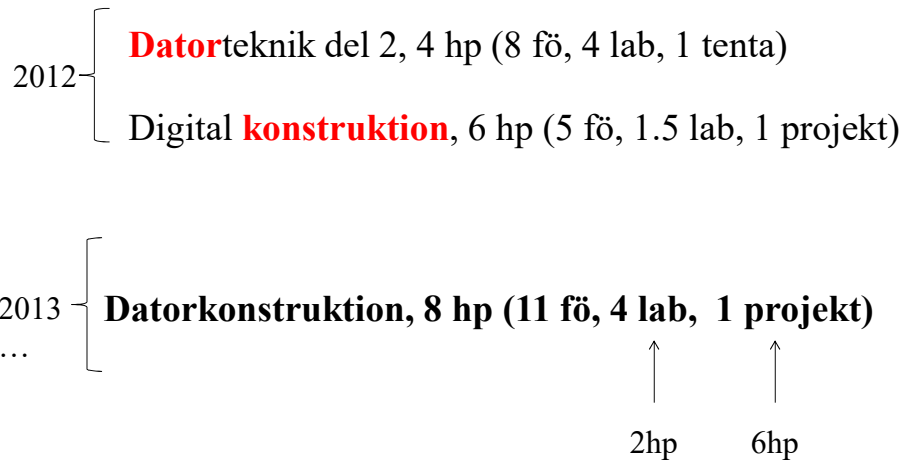 Datorteknik del 2, 4 hp (8 fö, 4 lab, 1 tenta)
2012
Digital konstruktion, 6 hp (5 fö, 1.5 lab, 1 projekt)
2013
Datorkonstruktion, 8 hp (11 fö, 4 lab, 1 projekt)
…
2hp 6hp